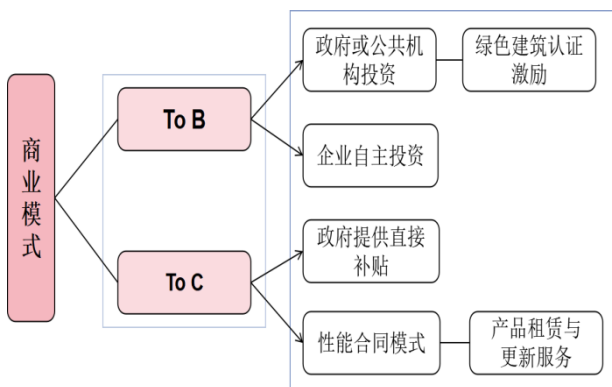 商业模式
To B
政府或公共机
构投资
绿色建筑认证
激励
企业自主投资
To C
政府提供直接
补贴
性能合同模式
产品租赁与
更新服务